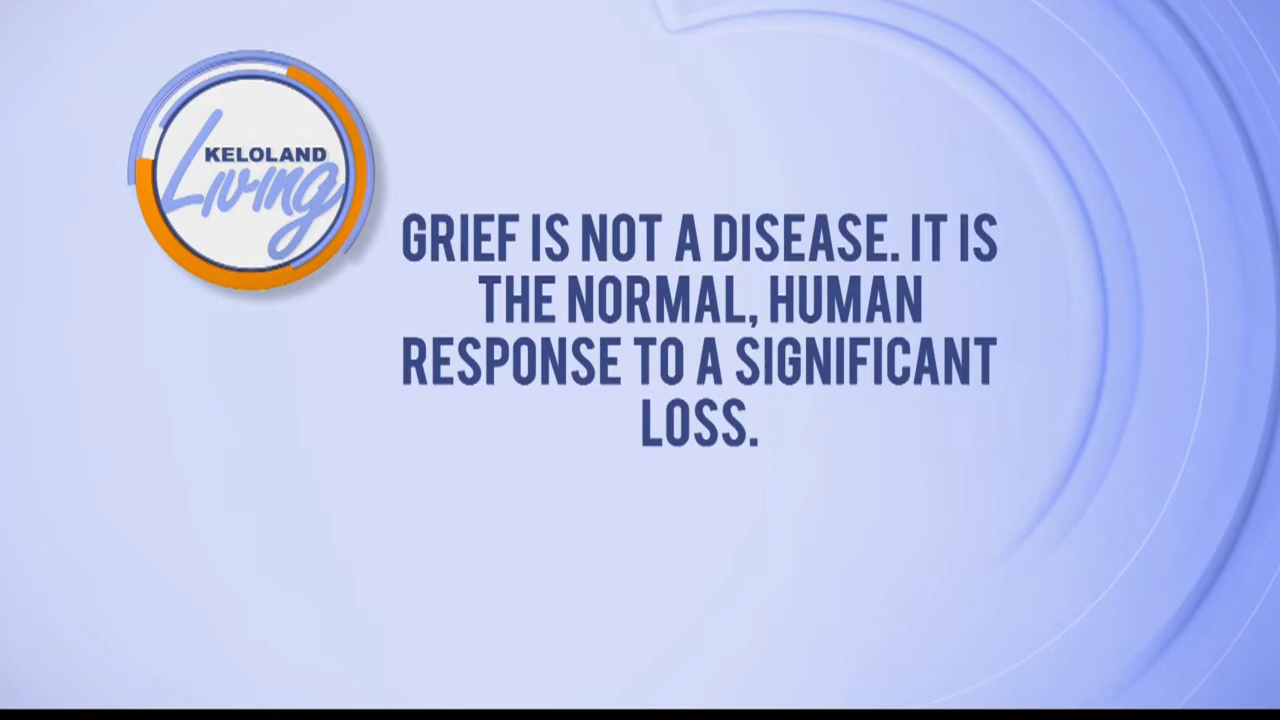 KELOLAND
Living
GRIEF IS NOT A DISEASE. IT IS
THE NORMAL, HUMAN
RESPONSE TO A SIGNIFICANT
LOSS.